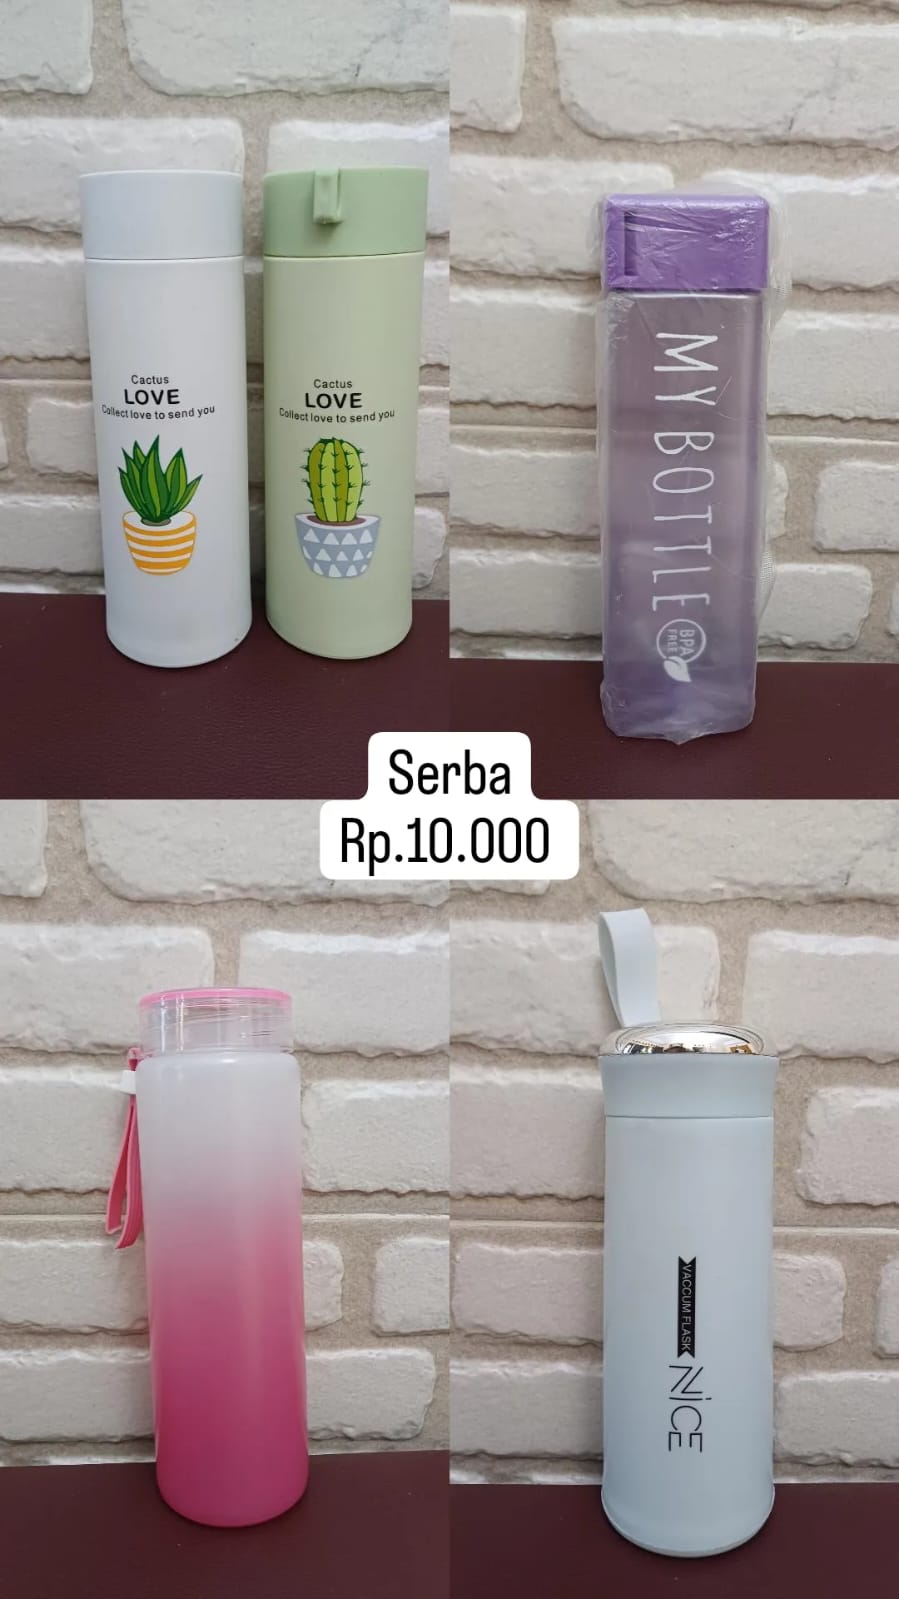 Cactus
LOVE
Collect love to send you
Cactus
LOVE
Collect love to send you
MY BOTTLE
BPA
FREE
Serba
Rp.10.000
VACCUM FLASK
NiCE